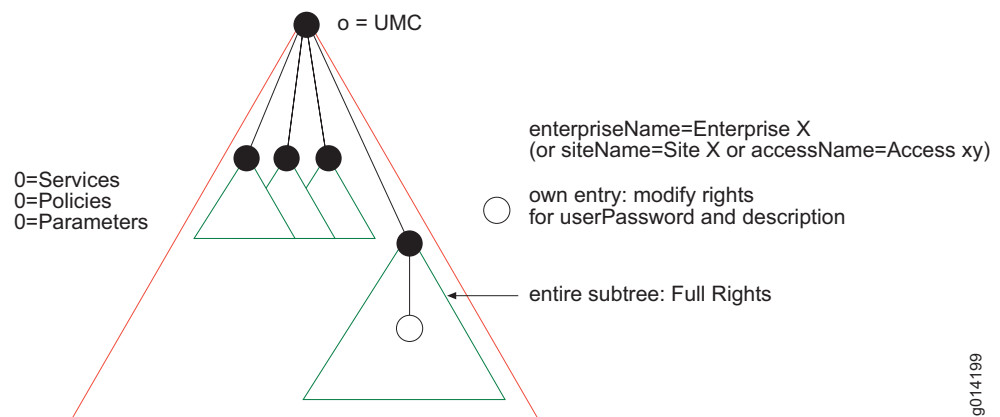 o = UMC
enterpriseName=Enterprise X
(or siteName=Site X or accessName=Access xy)
0=Services
0=Policies
0=Parameters
own entry: modify rights
for userPassword and description
entire subtree: Full Rights
g014199